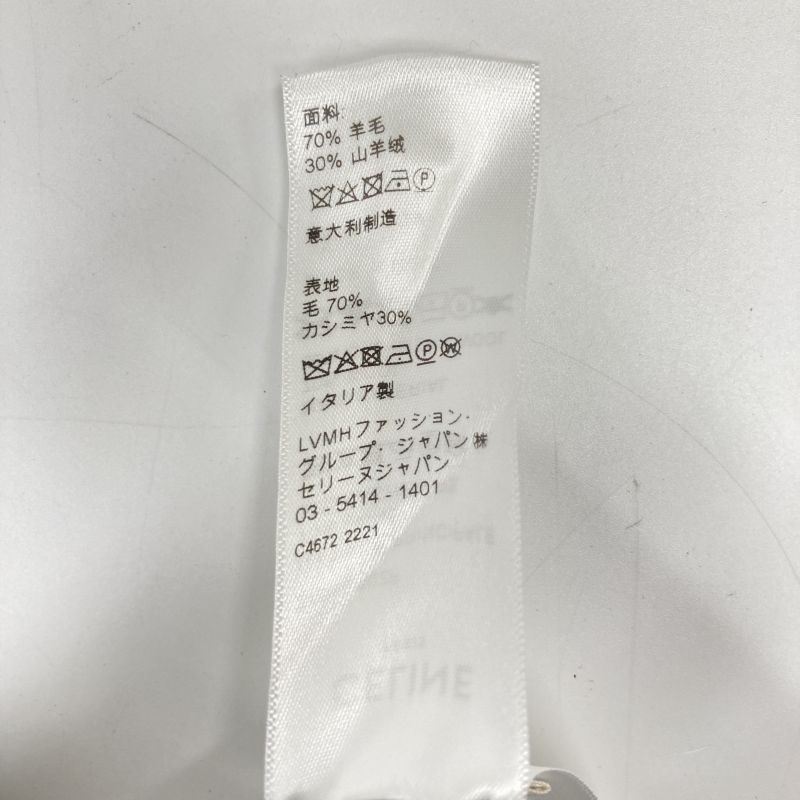 面料
70% 羊毛
30% 山羊绒
P
意大利制造
表地
毛 70%
カシミヤ30%
P W
イタリア製
LVMHファッション・
グループ・ジャパン㈱
セリーヌジャパン
03 - 5414 - 1401
C4672 2221
CELINE